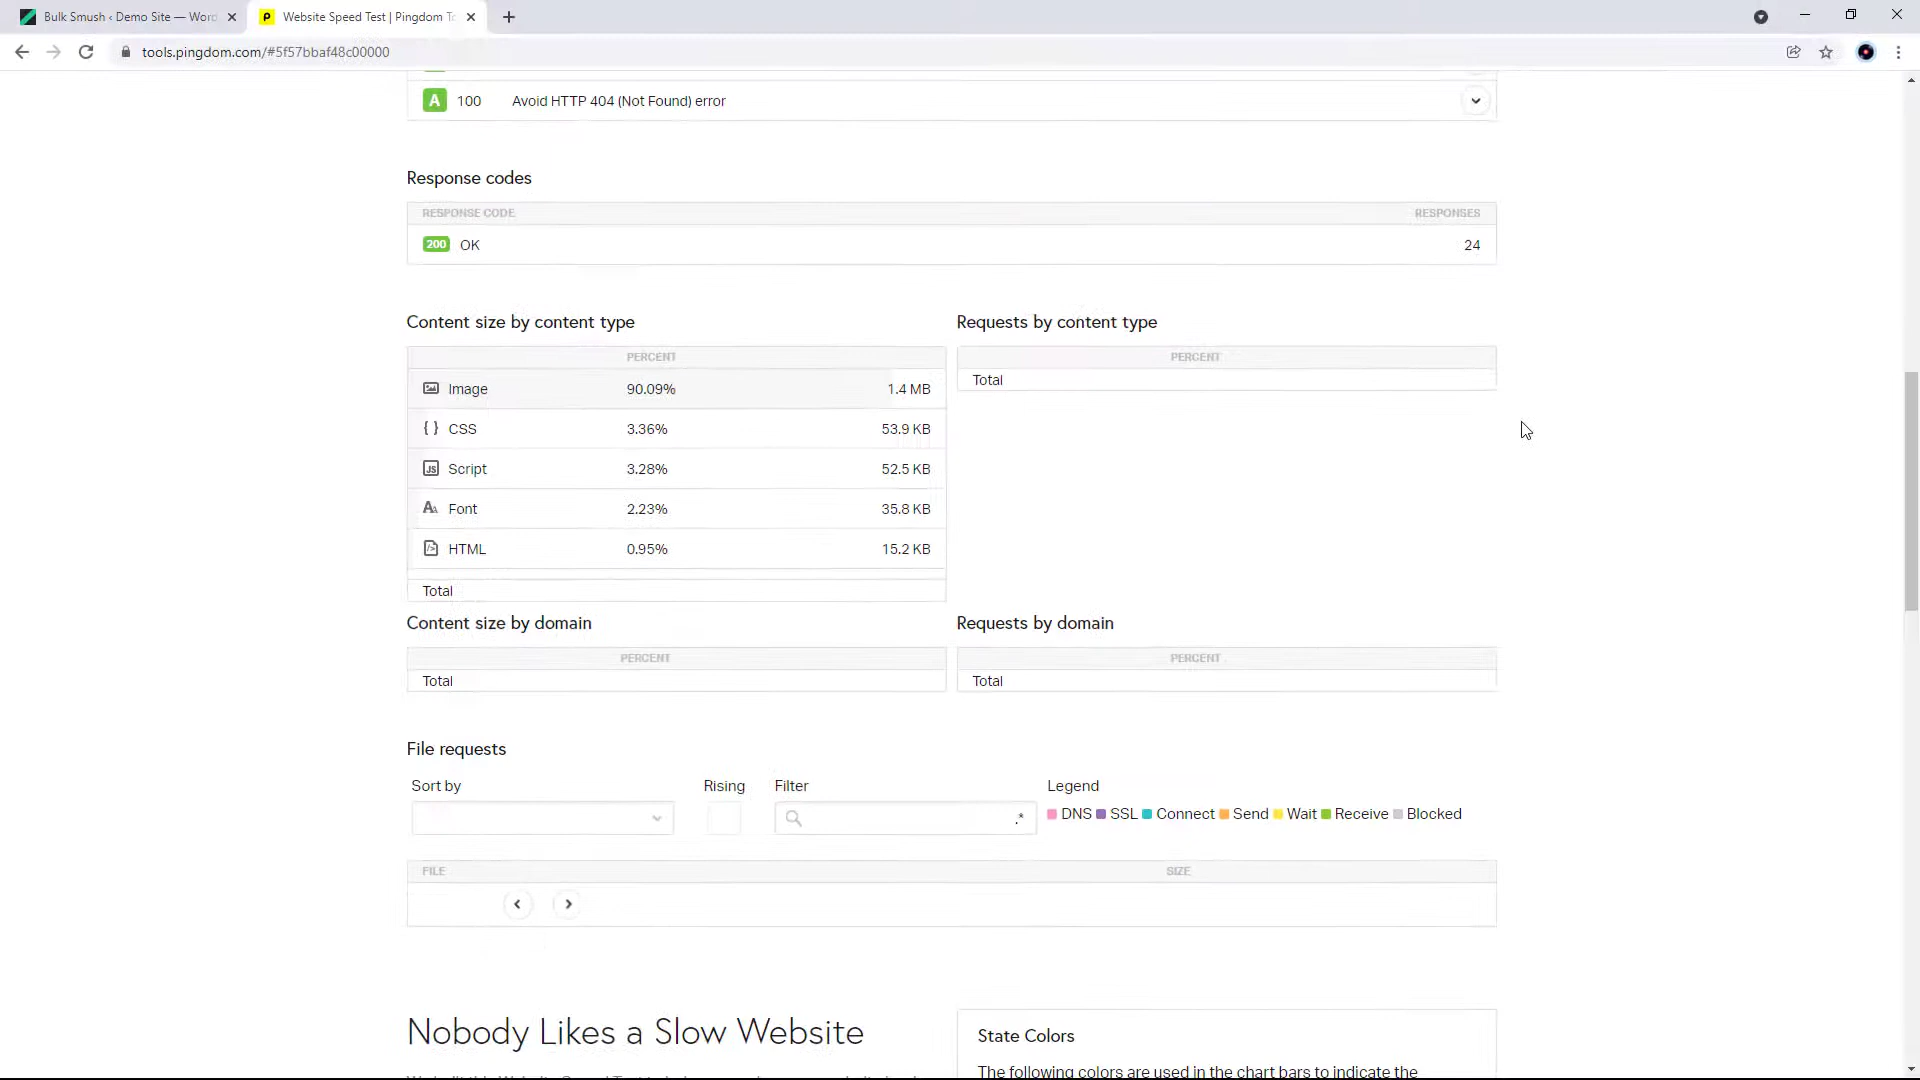 Bulk Smush ‹ Demo Site — Wor
Website Speed Test | Pingdom To
tools.pingdom.com/#5f57bbaf48c00000
A 100 Avoid HTTP 404 (Not Found) error
Response codes
RESPONSE CODE RESPONSES
200 OK 24
Content size by content type
PERCENT
Image 90.09% 1.4 MB
{ } CSS 3.36% 53.9 KB
JS Script 3.28% 52.5 KB
AA Font 2.23% 35.8 KB
HTML 0.95% 15.2 KB
Total
Requests by content type
PERCENT
Total
Content size by domain
PERCENT
Total
Requests by domain
PERCENT
Total
File requests
Sort by Rising Filter Legend
.* DNS SSL Connect Send Wait Receive Blocked
FILE SIZE
Nobody Likes a Slow Website
State Colors
The following colors are used in the chart bars to indicate the